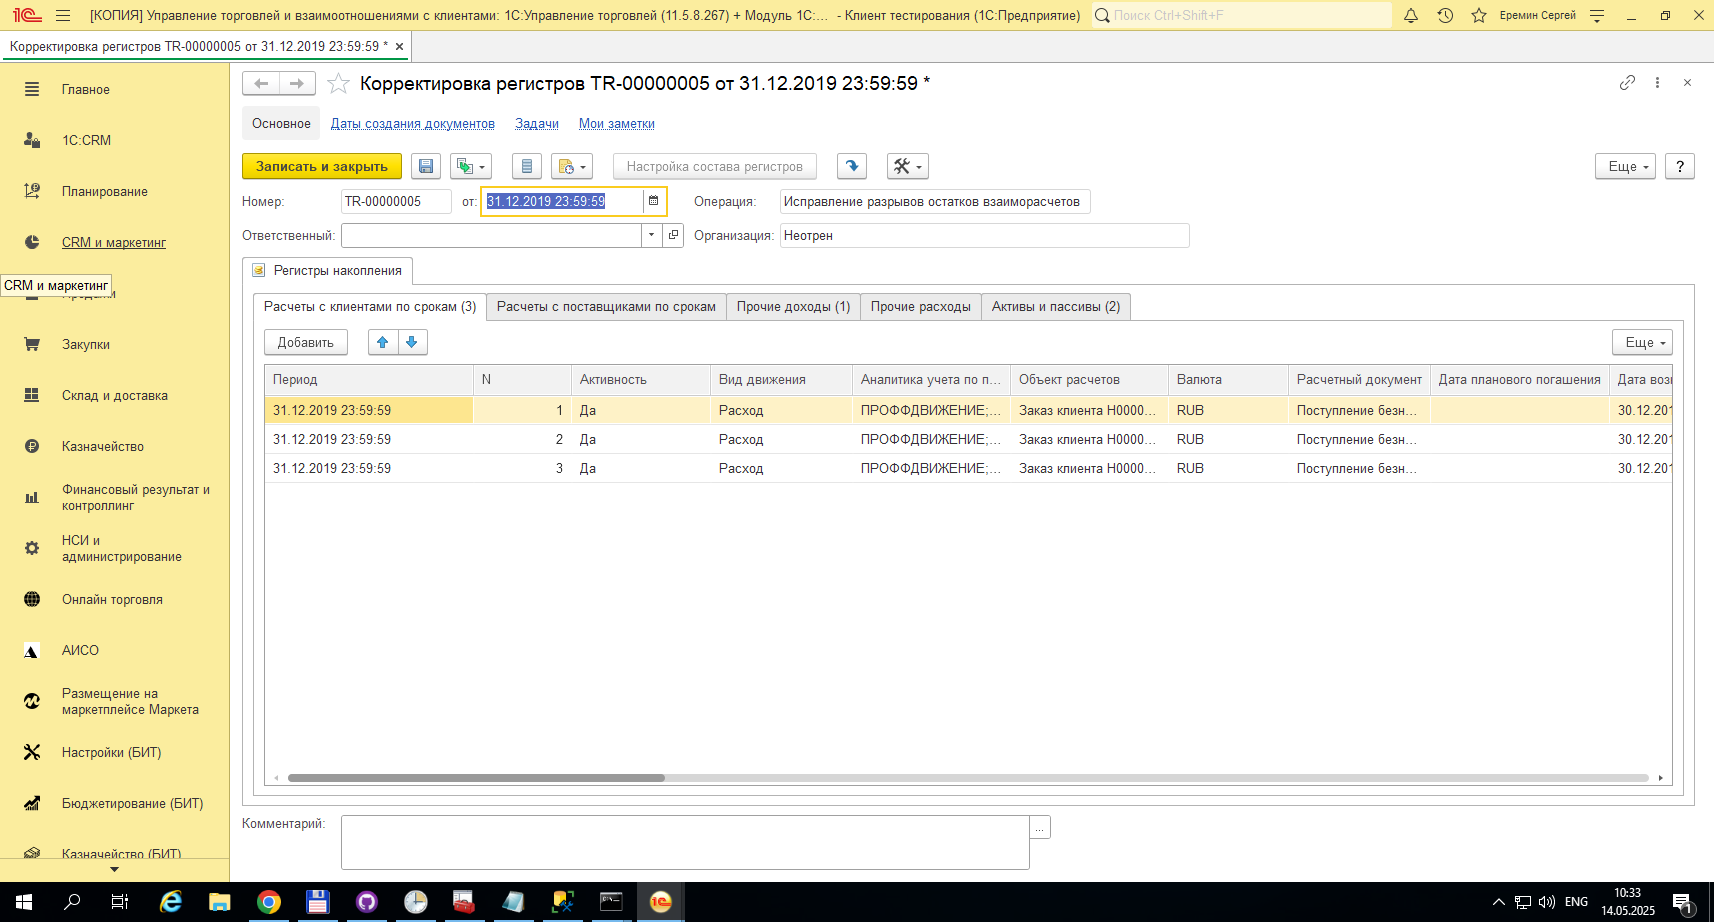 [КОПИЯ] Управление торговлей и взаимоотношениями с клиентами: 1С:Управление торговлей (11.5.8.267) + Модуль 1С:... - Клиент тестирования (1С:Предприятие)
Поиск Ctrl+Shift+F
Еремин Сергей
Корректировка регистров TR-00000005 от 31.12.2019 23:59:59 *
Главное
1С:CRM
Планирование
CRM и маркетинг
CRM и маркетинг
Закупки
Склад и доставка
Казначейство
Финансовый результат и
контроллинг
НСИ и
администрирование
Онлайн торговля
АИСО
Размещение на
маркетплейсе Маркета
Настройки (БИТ)
Бюджетирование (БИТ)
Казначейство (БИТ)
Корректировка регистров TR-00000005 от 31.12.2019 23:59:59 *
Основное Даты создания документов Задачи Мои заметки
Записать и закрыть Настройка состава регистров Еще ?
Номер: TR-00000005 от: 31.12.2019 23:59:59 Операция: Исправление разрывов остатков взаиморасчетов
Ответственный: Организация: Неотрен
Регистры накопления
Расчеты с клиентами по срокам (3) Расчеты с поставщиками по срокам Прочие доходы (1) Прочие расходы Активы и пассивы (2)
Добавить Еще
Период N Активность Вид движения Аналитика учета по п... Объект расчетов Валюта Расчетный документ Дата планового погашения Дата воз
31.12.2019 23:59:59 1 Да Расход ПРОФФДВИЖЕНИЕ;... Заказ клиента Н0000... RUB Поступление безн... 30.12.201
31.12.2019 23:59:59 2 Да Расход ПРОФФДВИЖЕНИЕ;... Заказ клиента Н0000... RUB Поступление безн... 30.12.201
31.12.2019 23:59:59 3 Да Расход ПРОФФДВИЖЕНИЕ;... Заказ клиента Н0000... RUB Поступление безн... 30.12.201
Комментарий: ...
ENG
10:33
14.05.2025
1